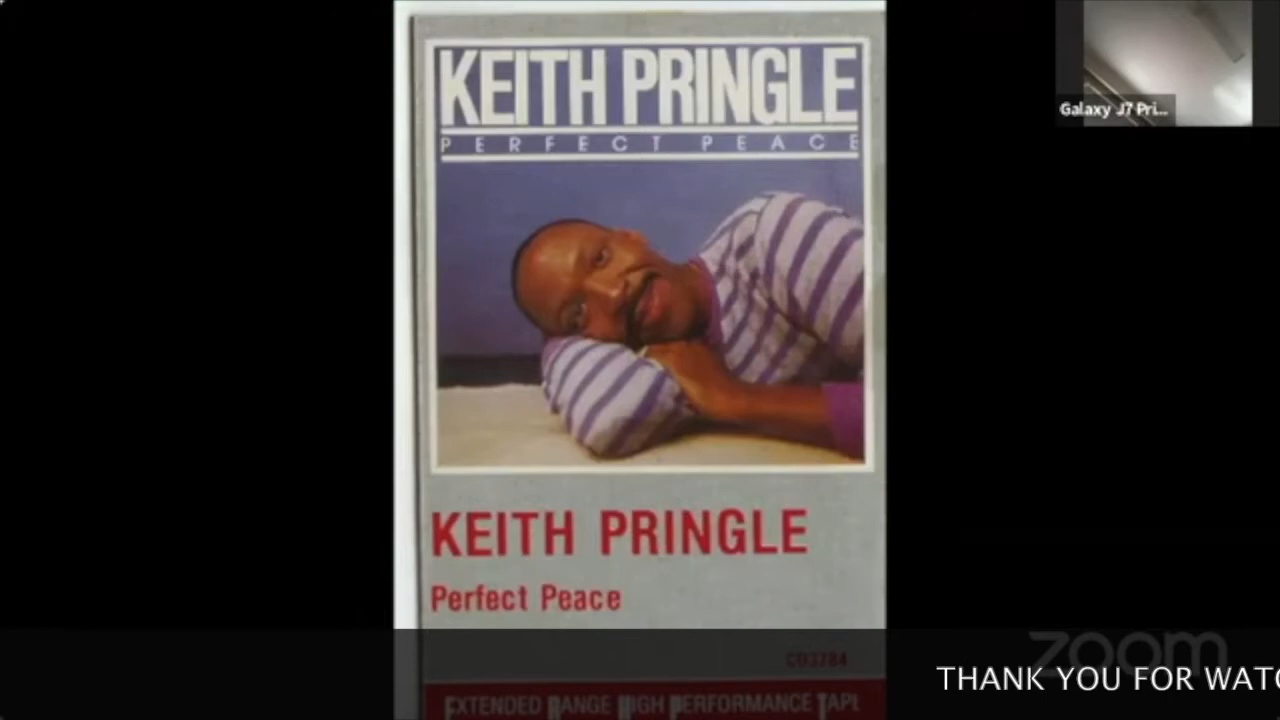 KEITH PRINGLE
PERFECT PEACE
Galaxy J7 Pri...
KEITH PRINGLE
Perfect Peace
zoom
THANK YOU FOR WATC
EXTENDED RANGE HIGH PERFORMANCE TAPE